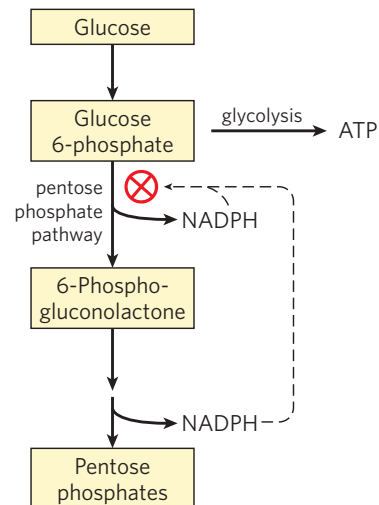 Glucose
Glucose
6-phosphate
glycolysis
ATP
pentose
phosphate
pathway
NADPH
6-Phospho-
gluconolactone
NADPH
Pentose
phosphates